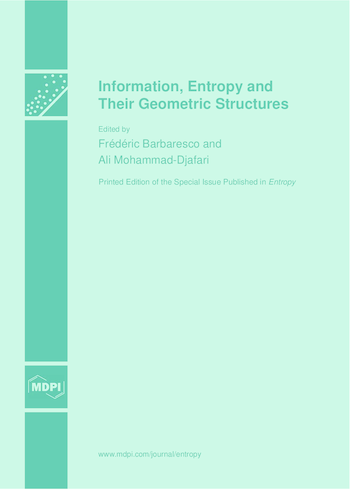 Information, Entropy and
Their Geometric Structures
Edited by
Frédéric Barbaresco and
Ali Mohammad-Djafari
Printed Edition of the Special Issue Published in Entropy
MDPI
www.mdpi.com/journal/entropy